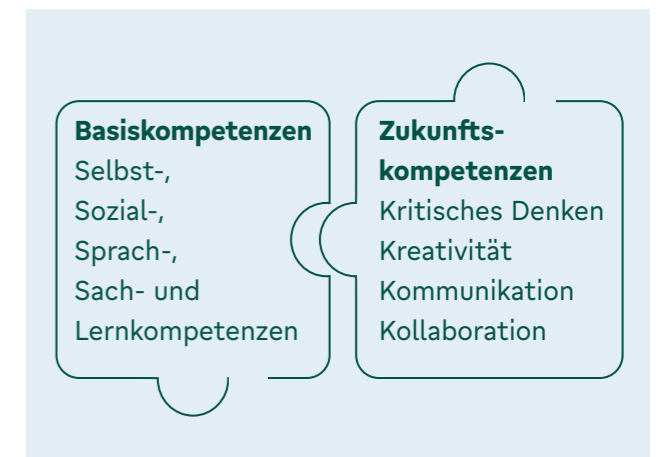 Basiskompetenzen
Selbst-,
Sozial-,
Sprach-,
Sach- und
Lernkompetenzen
Zukunfts-
kompetenzen
Kritisches Denken
Kreativität
Kommunikation
Kollaboration